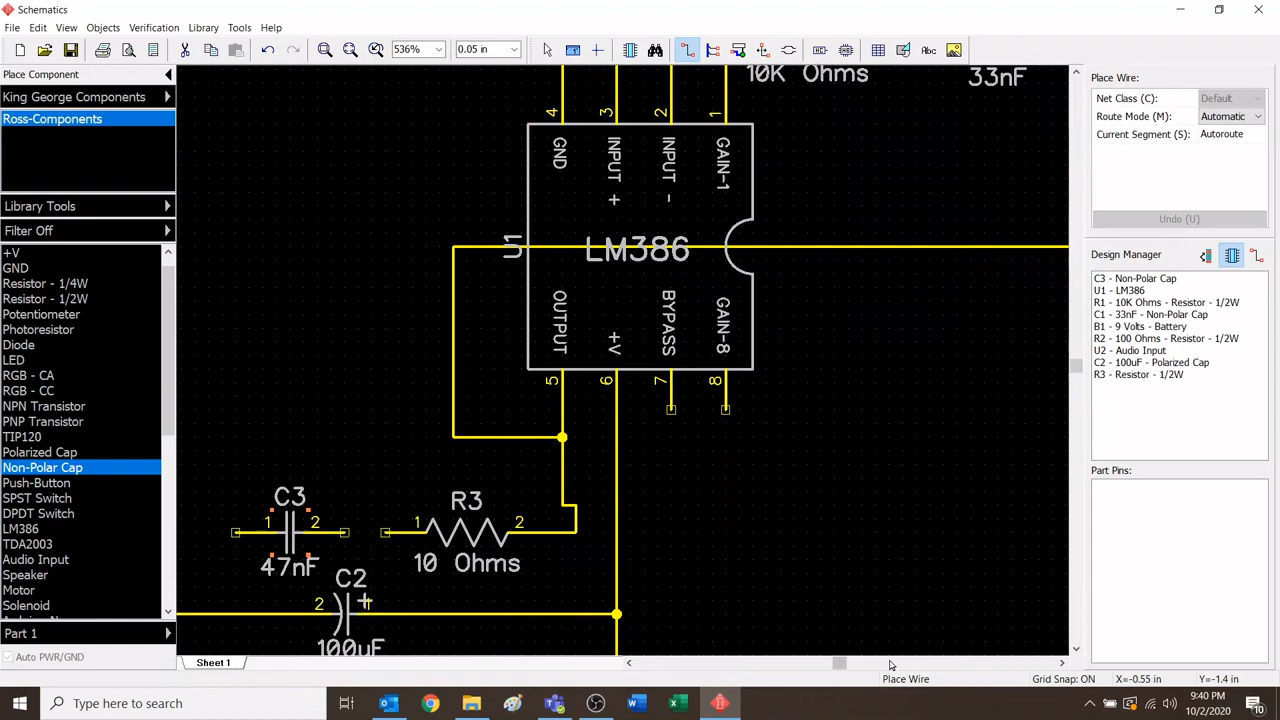 Schematics
File Edit View Objects Verification Library Tools Help
536% 0.05 in Abc
Place Component
King George Components
Ross-Components
Library Tools
Filter Off
+V
GND
Resistor - 1/4W
Resistor - 1/2W
Potentiometer
Photoresistor
Diode
LED
RGB - CA
RGB - CC
NPN Transistor
PNP Transistor
TIP120
Polarized Cap
Non-Polar Cap
Push-Button
SPST Switch
DPDT Switch
LM386
TDA2003
Audio Input
Speaker
Motor
Solenoid
Part 1
Auto PWR/GND
10K Ohms
33nF
4 3 2 1
GND
INPUT +
INPUT -
GAIN-1
U1
LM386
OUTPUT
+V
BYPASS
GAIN-8
5 6 7 8
C3
1 2
47nF
R3
1 2
10 Ohms
C2
2 + 1
100uF
Sheet 1
Place Wire:
Net Class (C): Default
Route Mode (M): Automatic
Current Segment (S): Autoroute
Undo (U)
Design Manager
C3 - Non-Polar Cap
U1 - LM386
R1 - 10K Ohms - Resistor - 1/2W
C1 - 33nF - Non-Polar Cap
B1 - 9 Volts - Battery
R2 - 100 Ohms - Resistor - 1/2W
U2 - Audio Input
C2 - 100uF - Polarized Cap
R3 - Resistor - 1/2W
Part Pins:
Place Wire Grid Snap: ON X=-0.55 in Y=-1.4 in
Type here to search
9:40 PM
10/2/2020